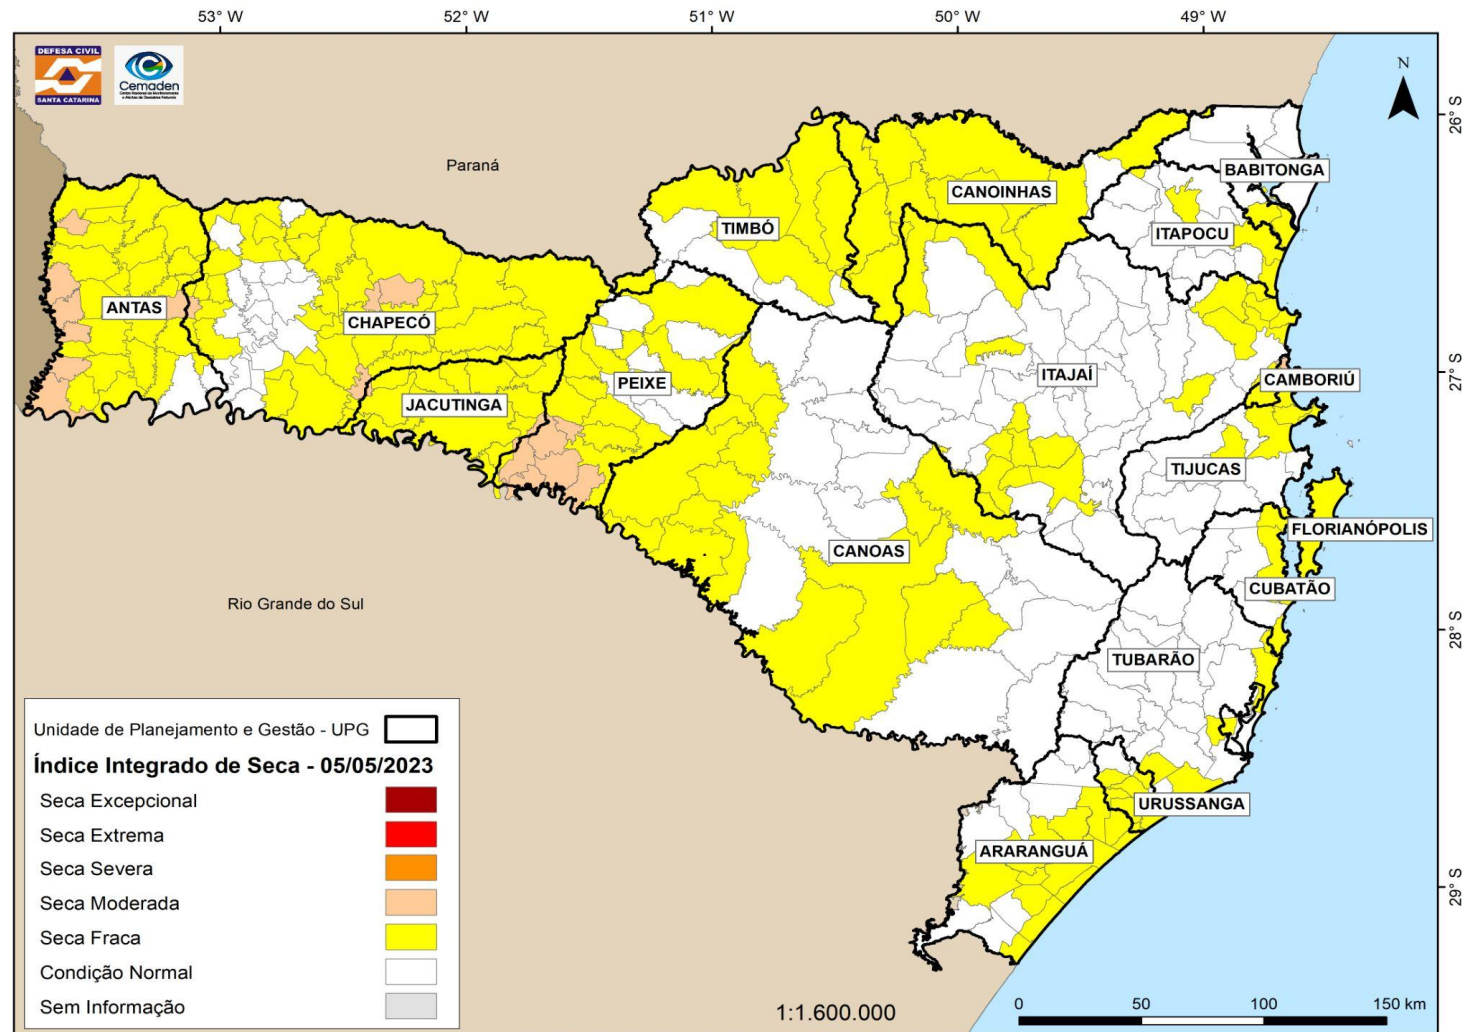 53° W
52° W
51° W
50° W
49° W
DEFESA CIVIL
SANTA CATARINA
Cemaden
N
26°S
27°S
28°S
29°S
Paraná
Rio Grande do Sul
BABITONGA
CANOINHAS
TIMBÓ
ITAPOCU
ANTAS
CHAPECÓ
ITAJAÍ
PEIXE
CAMBORIÚ
JACUTINGA
TIJUCAS
FLORIANÓPOLIS
CANOAS
CUBATÃO
TUBARÃO
URUSSANGA
ARARANGUÁ
Unidade de Planejamento e Gestão - UPG
Índice Integrado de Seca - 05/05/2023
Seca Excepcional
Seca Extrema
Seca Severa
Seca Moderada
Seca Fraca
Condição Normal
Sem Informação
1:1.600.000
0 50 100 150 km